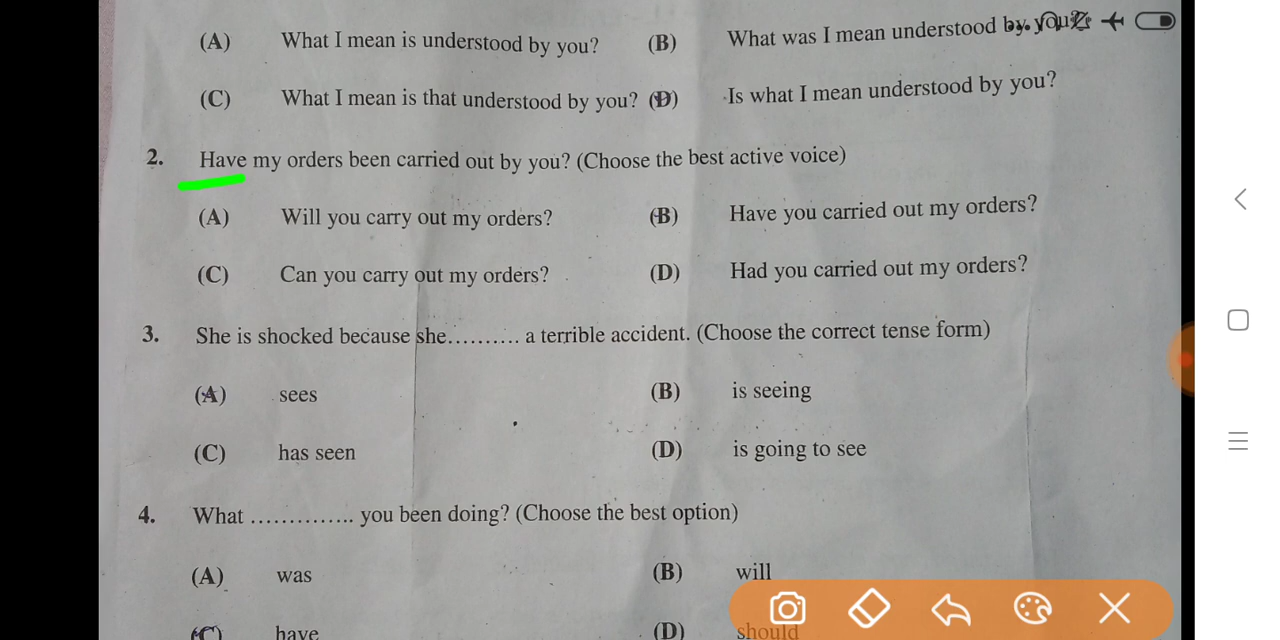 (A) What I mean is understood by you? (B) What was I mean understood by you?
(C) What I mean is that understood by you? (D) Is what I mean understood by you?
2. Have my orders been carried out by you? (Choose the best active voice)
(A) Will you carry out my orders? (B) Have you carried out my orders?
(C) Can you carry out my orders? (D) Had you carried out my orders?
3. She is shocked because she.......... a terrible accident. (Choose the correct tense form)
(A) sees (B) is seeing
(C) has seen (D) is going to see
4. What .............. you been doing? (Choose the best option)
(A) was (B) will
(C) have (D) should